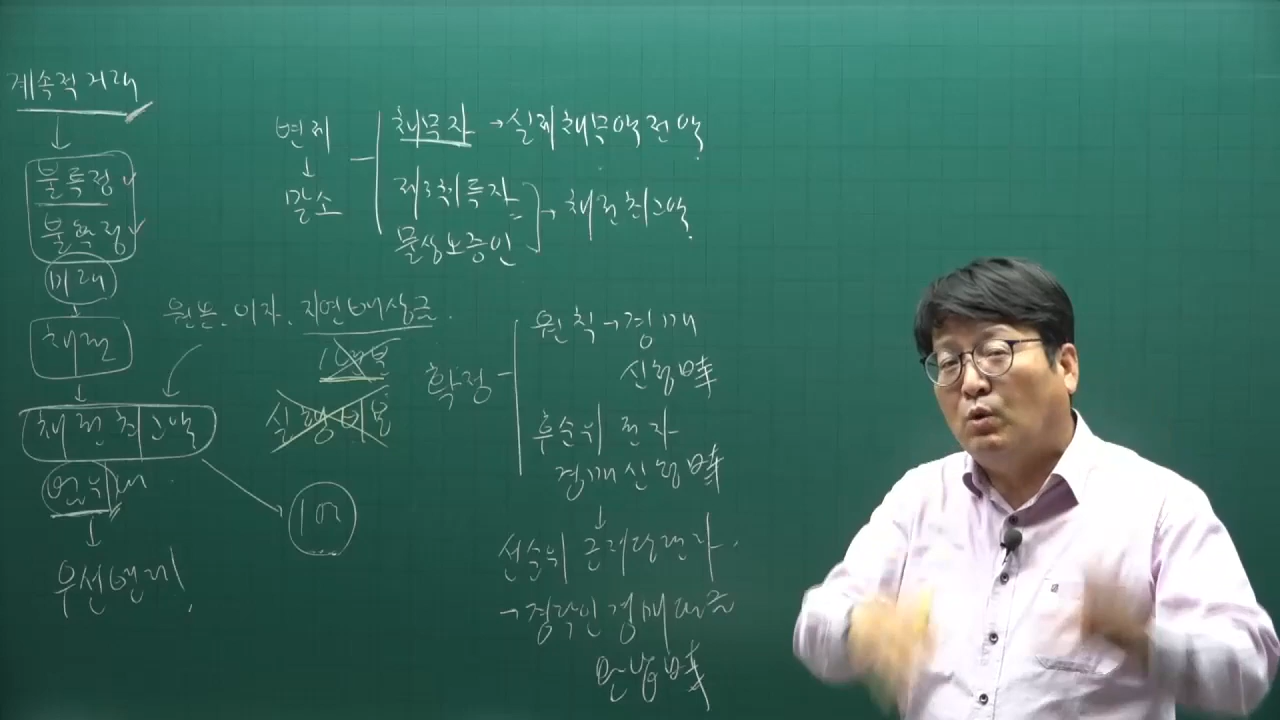 계속적 거래
↓
불특정 ✓
불확정 ✓
미래
↓
채권
↓
채권최고액
범위내
↓
우선변제
원본. 이자. 지연배상금.
1년분
실행비용
1억
변제
↓
말소
채무자 → 실제채무액전액
제3취득자
물상보증인
→ 채권최고액
확정
원칙 → 경매
신청時
후순위 권자
경매신청時
↓
선순위 근저당권자.
→ 경락인 경매대금
완납時